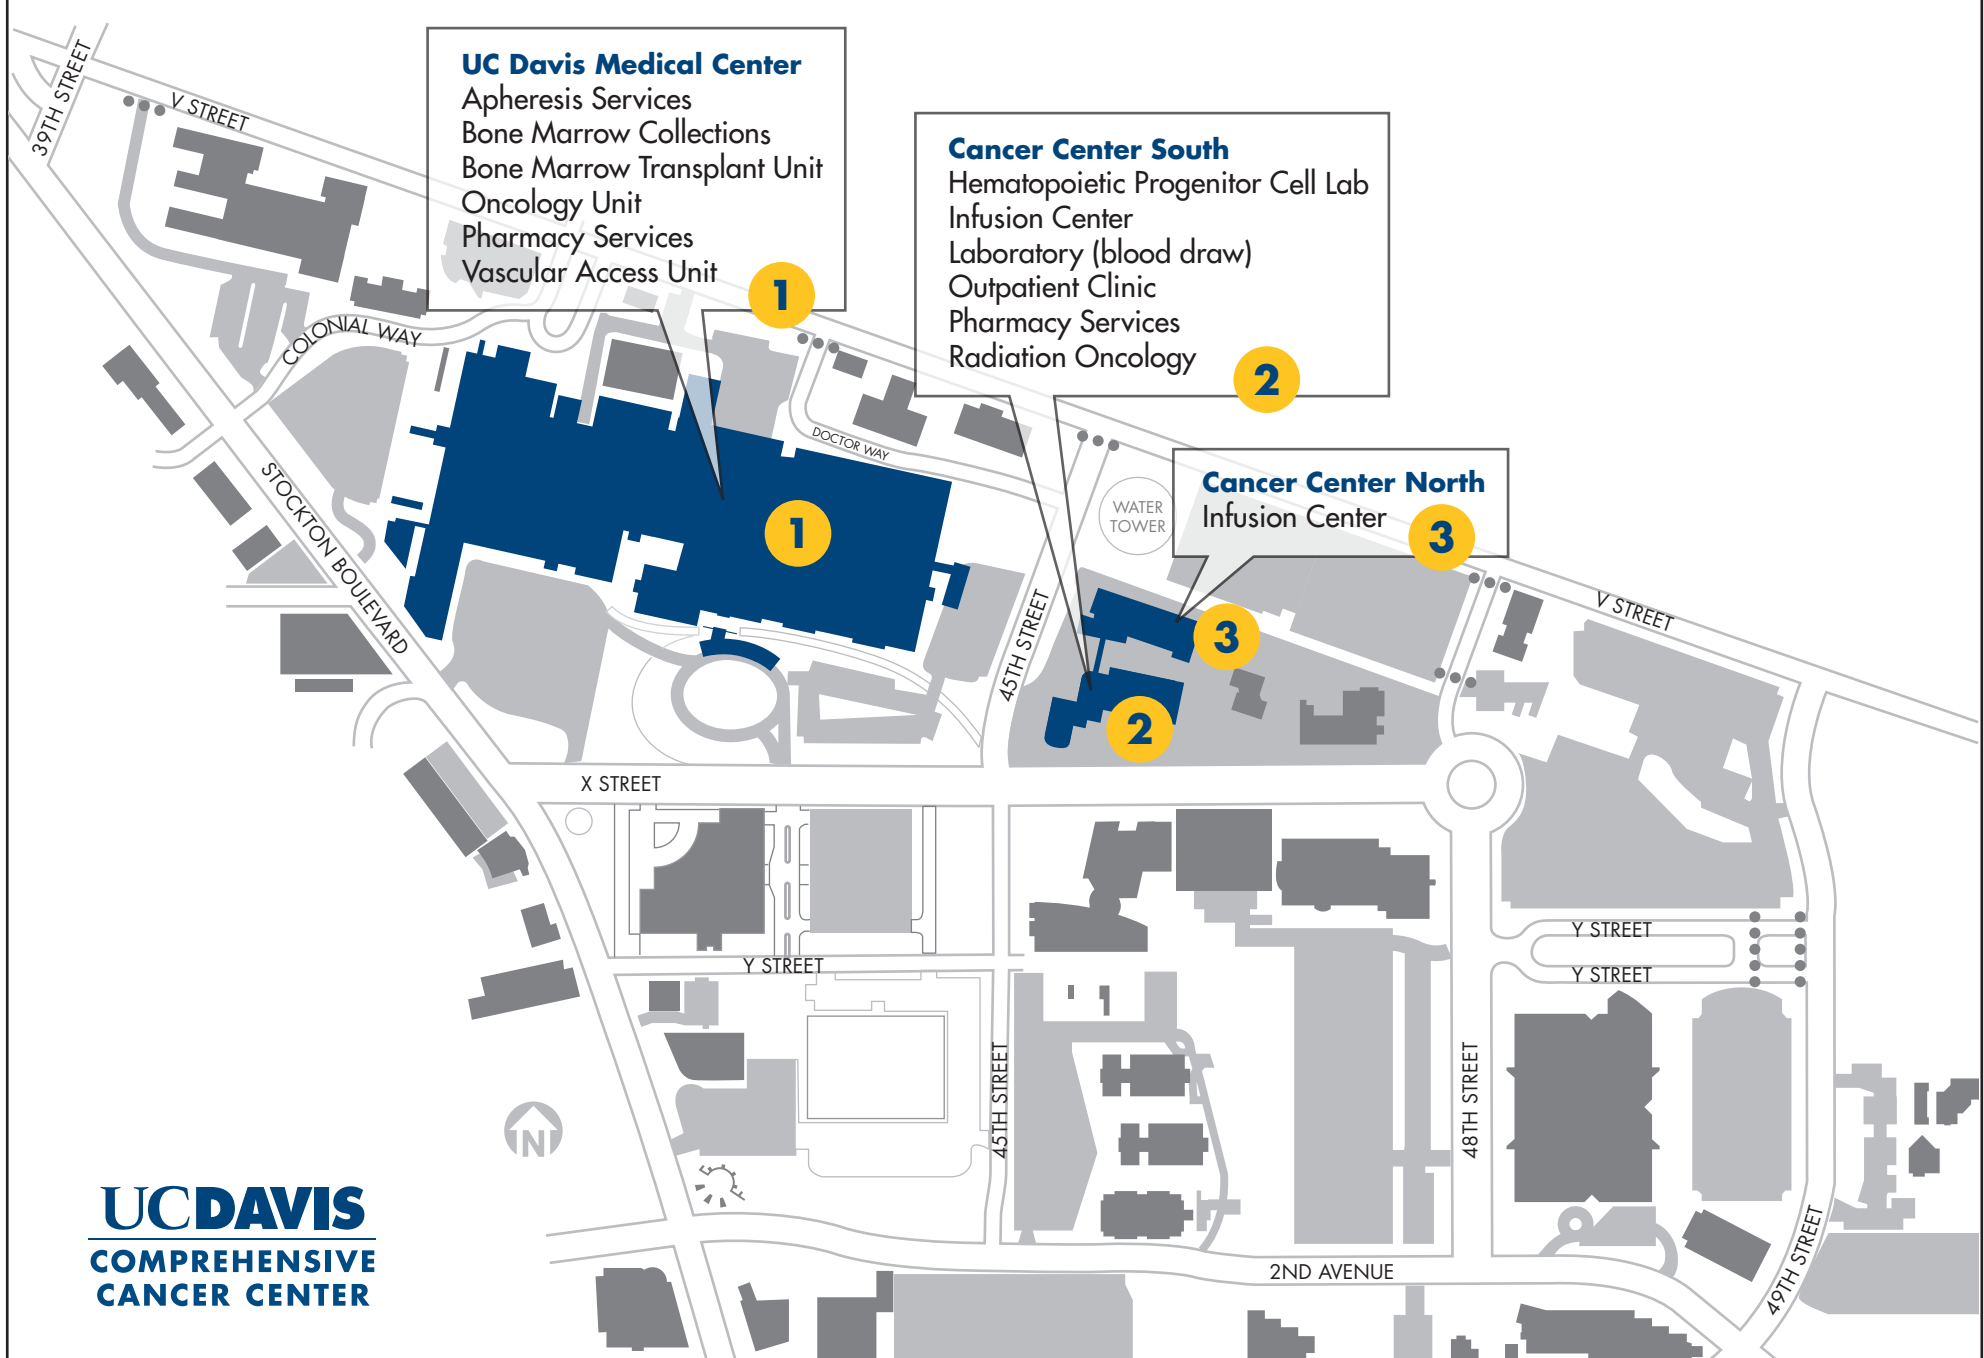 UC Davis Medical Center
Apheresis Services
Bone Marrow Collections
Bone Marrow Transplant Unit
Oncology Unit
Pharmacy Services
Vascular Access Unit
1
Cancer Center South
Hematopoietic Progenitor Cell Lab
Infusion Center
Laboratory (blood draw)
Outpatient Clinic
Pharmacy Services
Radiation Oncology
2
Cancer Center North
Infusion Center
3
39TH STREET
V STREET
COLONIAL WAY
DOCTOR WAY
WATER
TOWER
STOCKTON BOULEVARD
1
45TH STREET
3
2
V STREET
X STREET
Y STREET
Y STREET
Y STREET
45TH STREET
48TH STREET
49TH STREET
2ND AVENUE
N
UCDAVIS
COMPREHENSIVE
CANCER CENTER